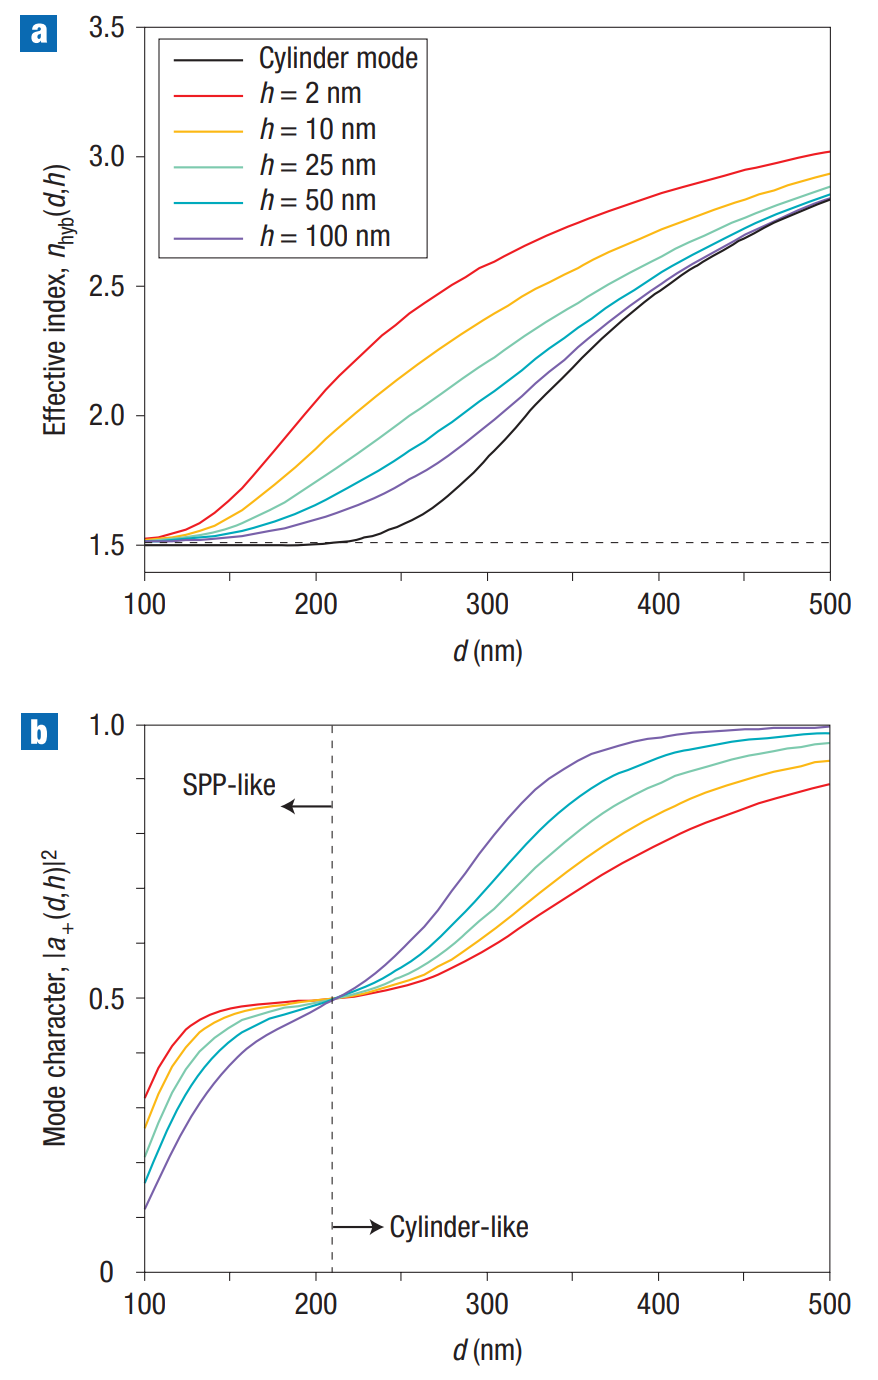 a
3.5
3.0
2.5
2.0
1.5
Effective index, n_hyb(d,h)
Cylinder mode
h = 2 nm
h = 10 nm
h = 25 nm
h = 50 nm
h = 100 nm
100 200 300 400 500
d (nm)
b
1.0
0.5
0
Mode character, |a₊(d,h)|²
SPP-like
Cylinder-like
100 200 300 400 500
d (nm)